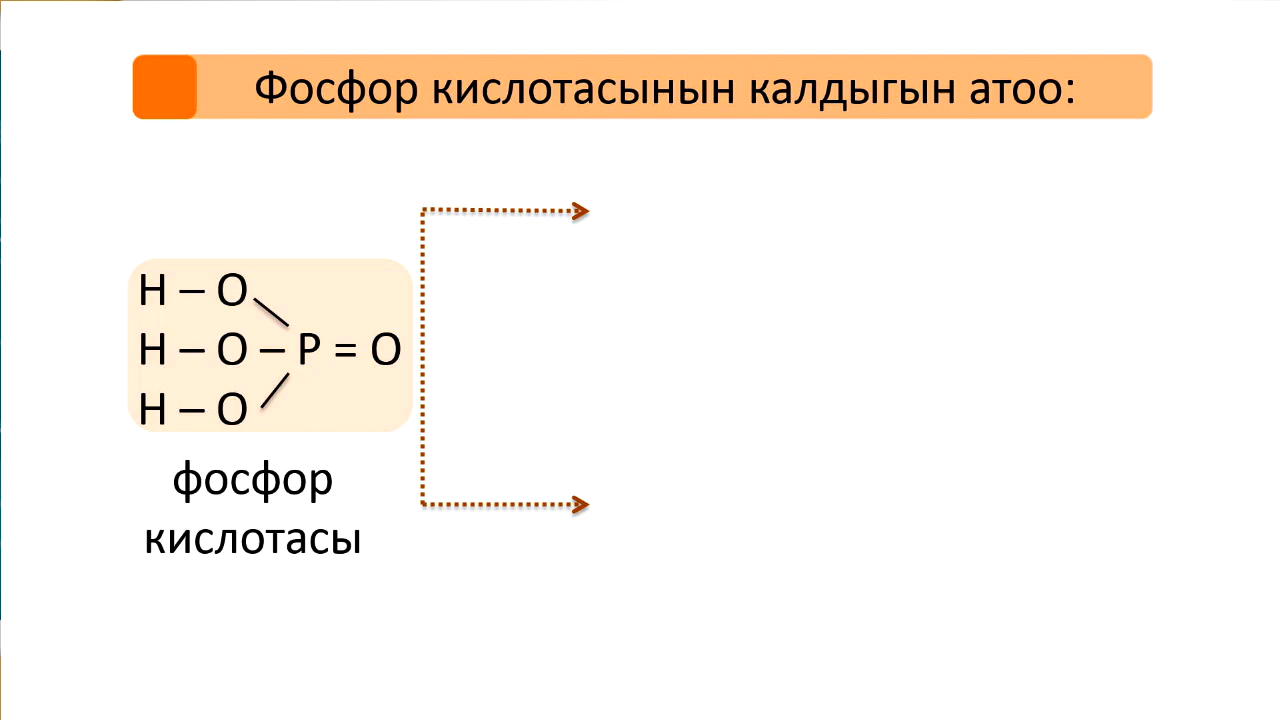 Фосфор кислотасынын калдыгын атоо:
H – O
H – O – P = O
H – O
фосфор
кислотасы